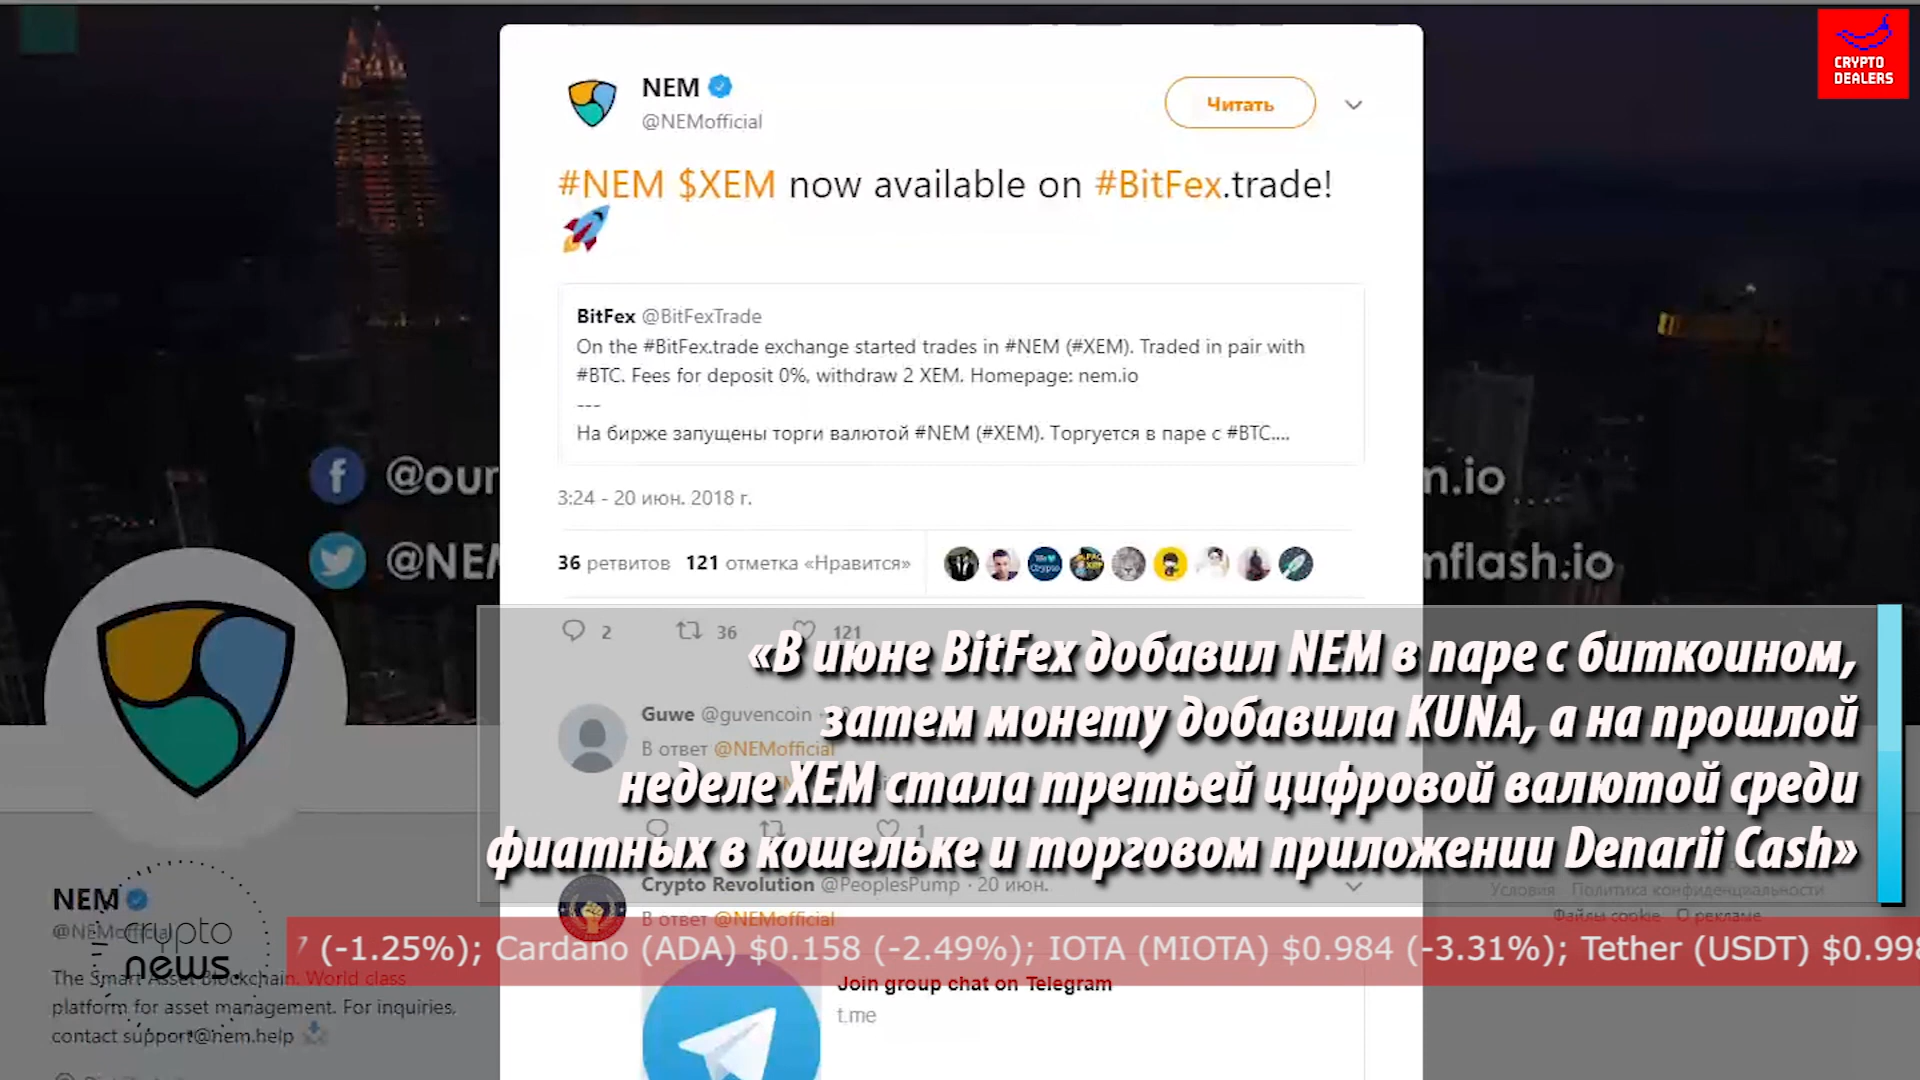 CRYPTO
DEALERS
NEM
@NEMofficial
Читать
#NEM $XEM now available on #BitFex.trade!
BitFex @BitFexTrade
On the #BitFex.trade exchange started trades in #NEM (#XEM). Traded in pair with
#BTC. Fees for deposit 0%, withdraw 2 XEM. Homepage: nem.io
---
На бирже запущены торги валютой #NEM (#XEM). Торгуется в паре с #BTC....
@our
m.io
3:24 - 20 июн. 2018 г.
36 ретвитов 121 отметка «Нравится»
@NEM
mflash.io
2 36 121
«В июне BitFex добавил NEM в паре с биткоином,
затем монету добавила KUNA, а на прошлой
неделе XEM стала третьей цифровой валютой среди
фиатных в кошельке и торговом приложении Denarii Cash»
Guwe @guvencoin
В ответ @NEMofficial
1
Crypto Revolution @PeoplesPump · 20 июн.
В ответ @NEMofficial
Условия Политика конфиденциальности
Файлы cookie О рекламе
NEM
@NEMofficial
crypto
news.
7 (-1.25%); Cardano (ADA) $0.158 (-2.49%); IOTA (MIOTA) $0.984 (-3.31%); Tether (USDT) $0.998
The Smart Asset Blockchain. World class
platform for asset management. For inquiries,
contact support@nem.help
Join group chat on Telegram
t.me